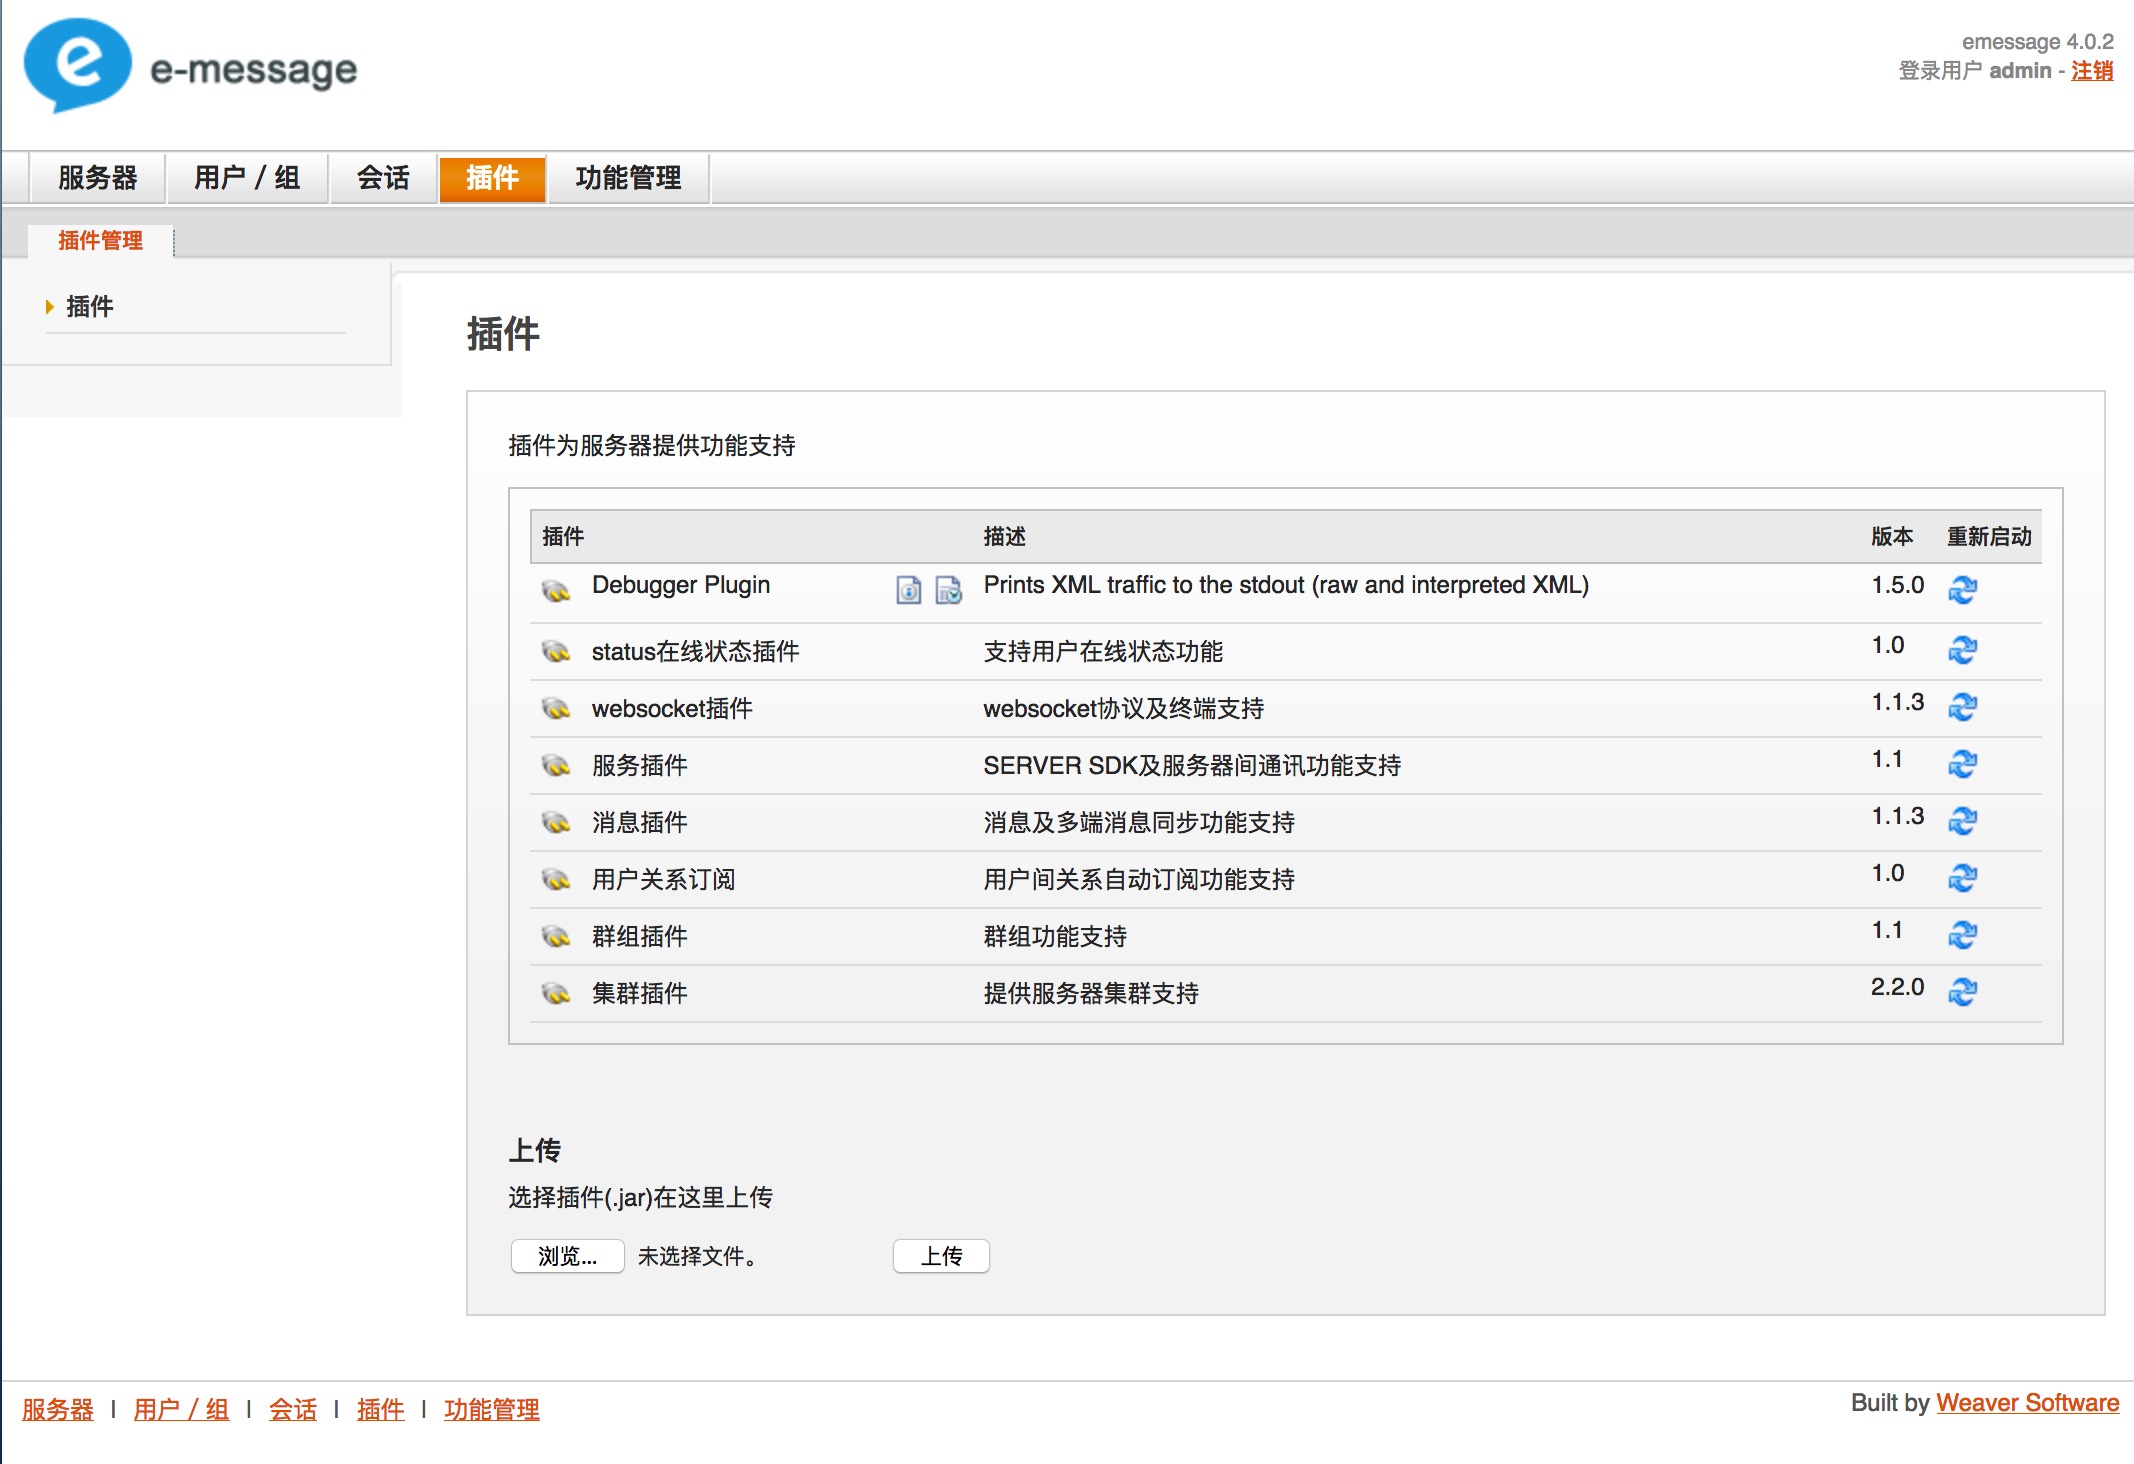 e-message
emessage 4.0.2
登录用户 admin - 注销
服务器 用户 / 组 会话 插件 功能管理
插件管理
插件
插件
插件为服务器提供功能支持
插件 描述 版本 重新启动
Debugger Plugin Prints XML traffic to the stdout (raw and interpreted XML) 1.5.0
status在线状态插件 支持用户在线状态功能 1.0
websocket插件 websocket协议及终端支持 1.1.3
服务插件 SERVER SDK及服务器间通讯功能支持 1.1
消息插件 消息及多端消息同步功能支持 1.1.3
用户关系订阅 用户间关系自动订阅功能支持 1.0
群组插件 群组功能支持 1.1
集群插件 提供服务器集群支持 2.2.0
上传
选择插件(.jar)在这里上传
浏览... 未选择文件。 上传
服务器 | 用户 / 组 | 会话 | 插件 | 功能管理
Built by Weaver Software